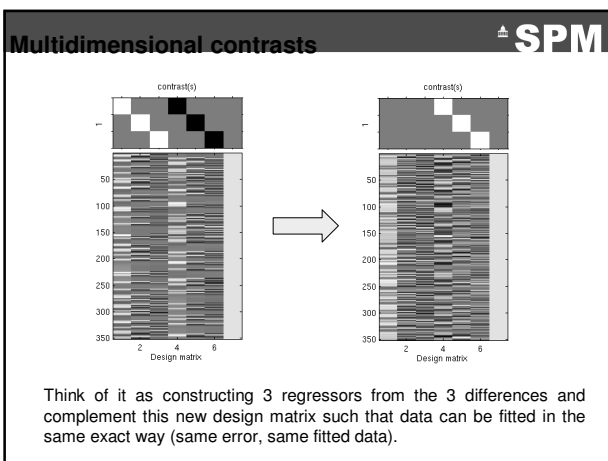 Multidimensional contrasts
SPM
contrast(s)
1
50
100
150
200
250
300
350
2 4 6
Design matrix
contrast(s)
1
50
100
150
200
250
300
350
2 4 6
Design matrix
Think of it as constructing 3 regressors from the 3 differences and
complement this new design matrix such that data can be fitted in the
same exact way (same error, same fitted data).